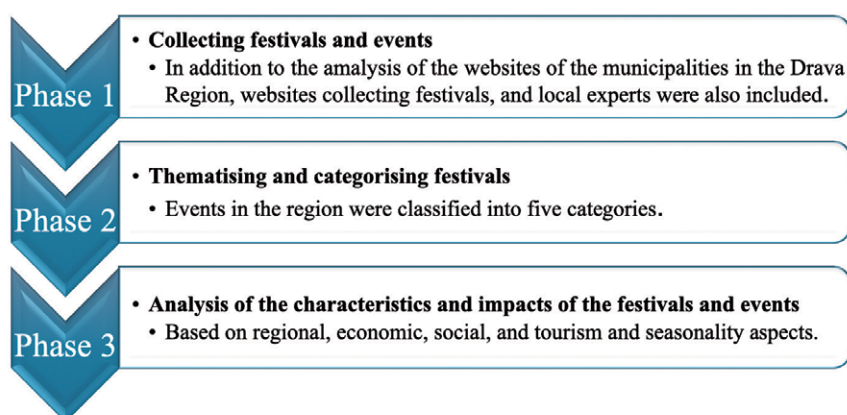 Phase 1
• Collecting festivals and events
• In addition to the amalysis of the websites of the municipalities in the Drava
Region, websites collecting festivals, and local experts were also included.
Phase 2
• Thematising and categorising festivals
• Events in the region were classified into five categories.
Phase 3
• Analysis of the characteristics and impacts of the festivals and events
• Based on regional, economic, social, and tourism and seasonality aspects.